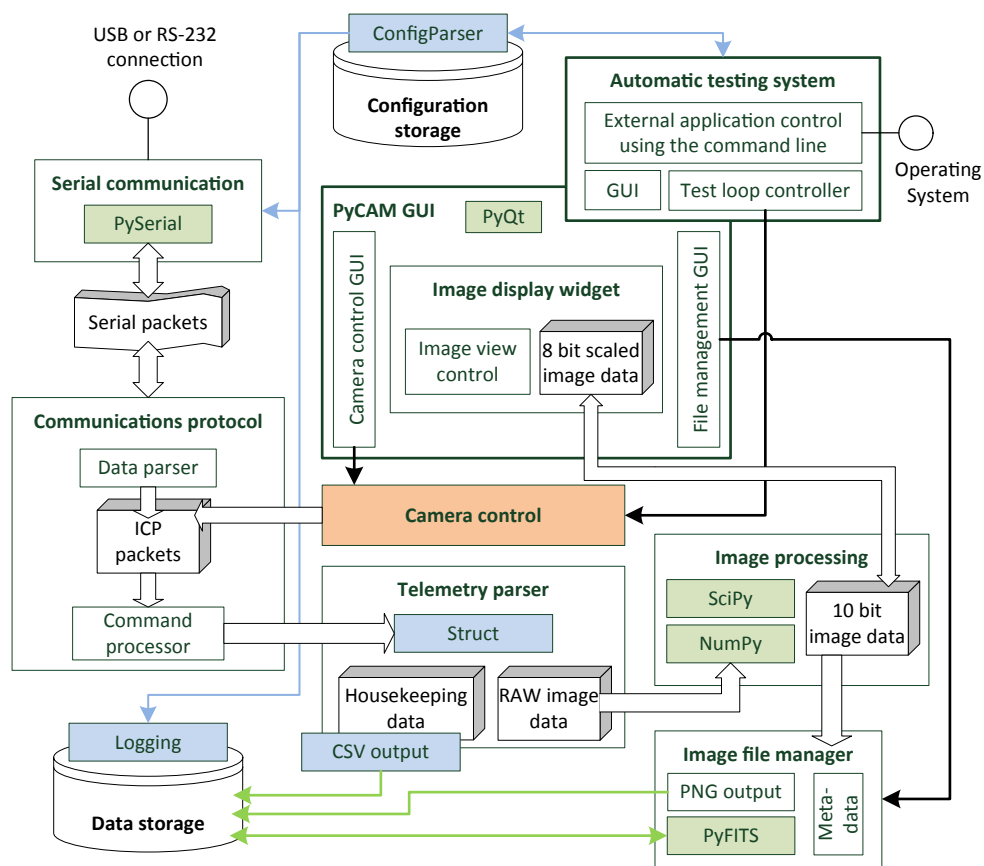 USB or RS-232
connection
ConfigParser
Configuration
storage
Automatic testing system
External application control
using the command line
GUI
Test loop controller
Operating
System
Serial communication
PySerial
Serial packets
PyCAM GUI
PyQt
Camera control GUI
Image display widget
Image view
control
8 bit scaled
image data
File management GUI
Communications protocol
Data parser
ICP
packets
Command
processor
Camera control
Telemetry parser
Struct
Housekeeping
data
RAW image
data
CSV output
Image processing
SciPy
NumPy
10 bit
image data
Logging
Data storage
Image file manager
PNG output
PyFITS
Meta-
data